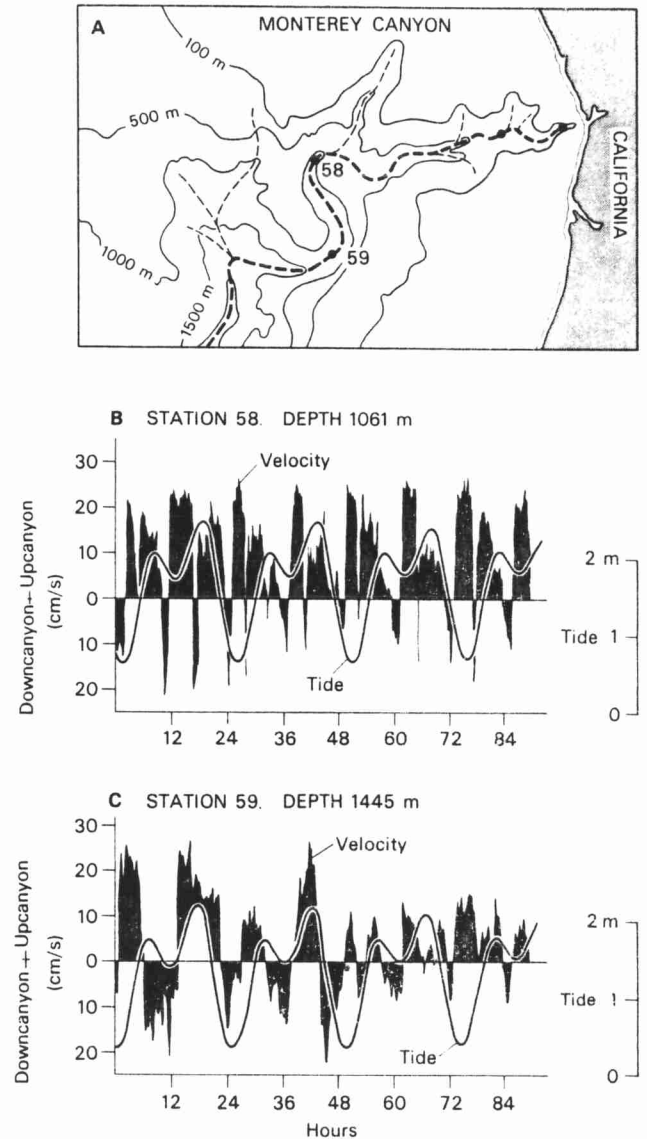 A
MONTEREY CANYON
100 m
500 m
58
CALIFORNIA
59
1000 m
1500 m
B STATION 58. DEPTH 1061 m
Downcanyon ← Upcanyon
(cm/s)
30
20
10
0
10
20
Velocity
Tide
2 m
Tide 1
0
12 24 36 48 60 72 84
C STATION 59. DEPTH 1445 m
Downcanyon → Upcanyon
(cm/s)
30
20
10
0
10
20
Velocity
Tide
2 m
Tide 1
0
12 24 36 48 60 72 84
Hours